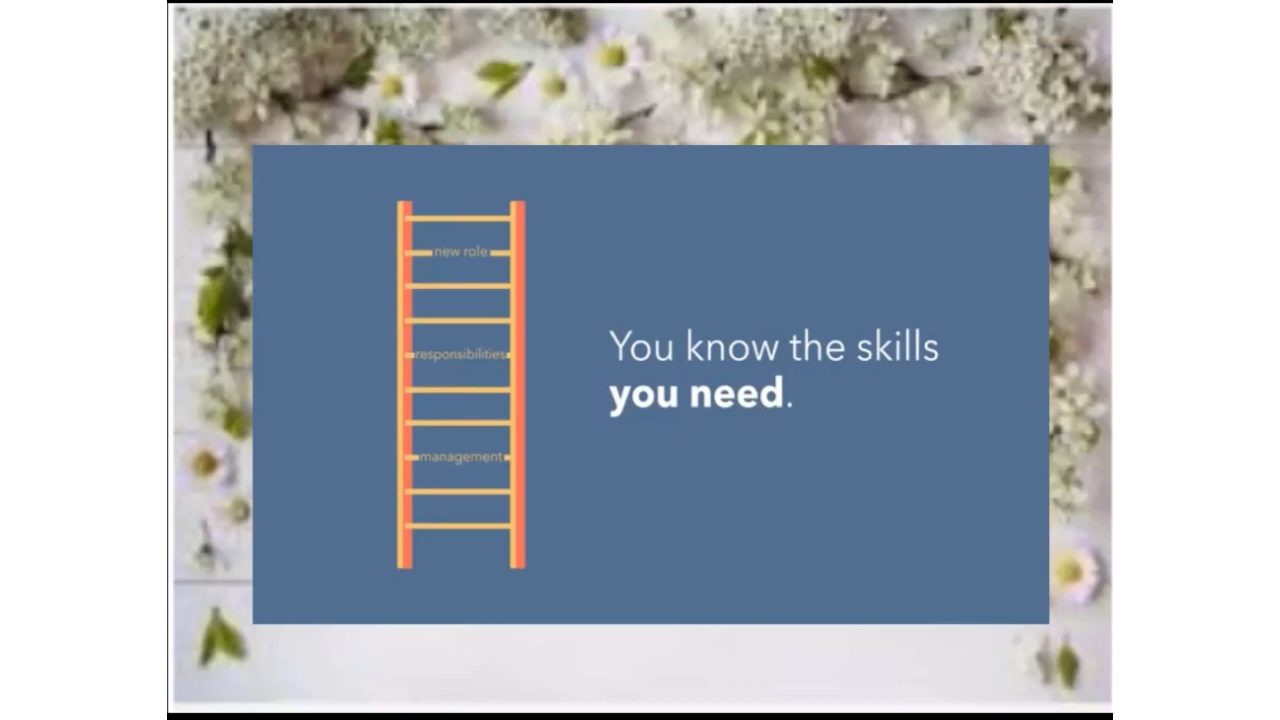 new role
responsibilities
management
You know the skills
you need.